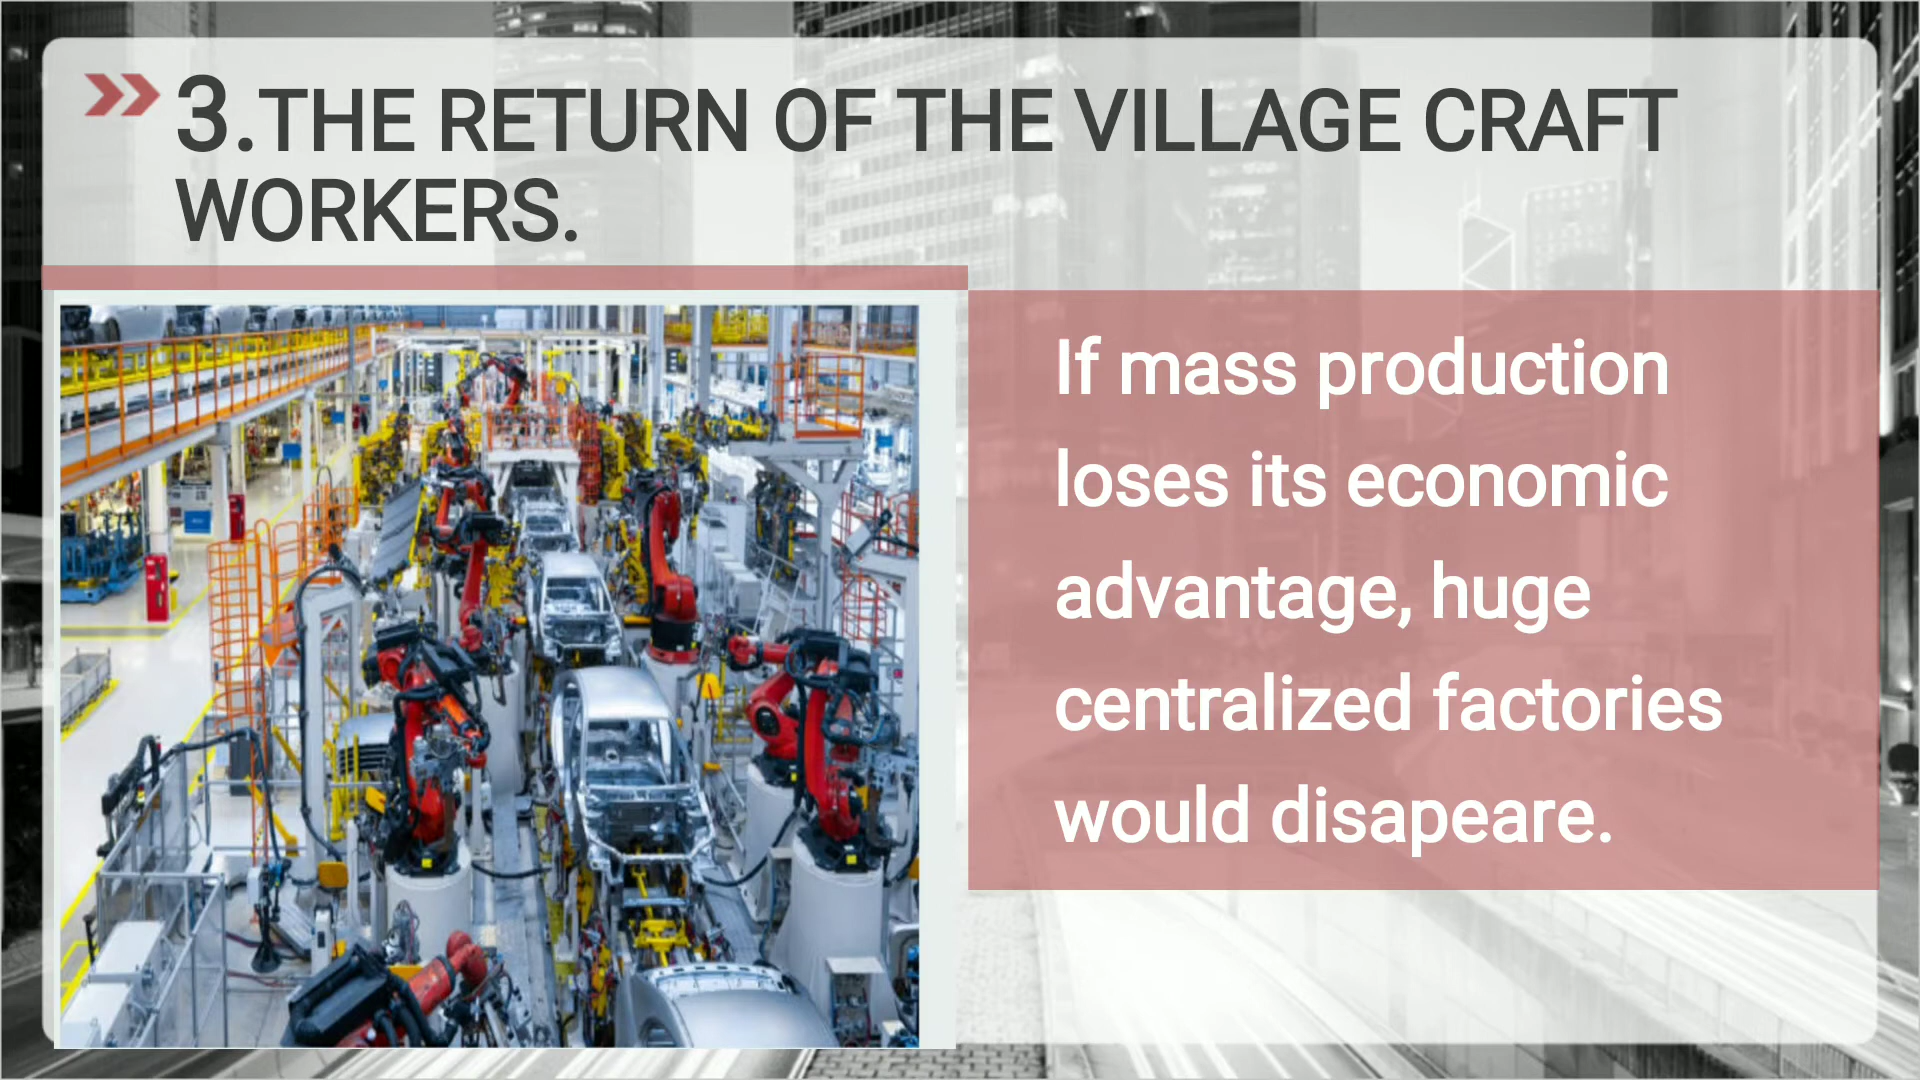 3.THE RETURN OF THE VILLAGE CRAFT
WORKERS.
If mass production
loses its economic
advantage, huge
centralized factories
would disapeare.